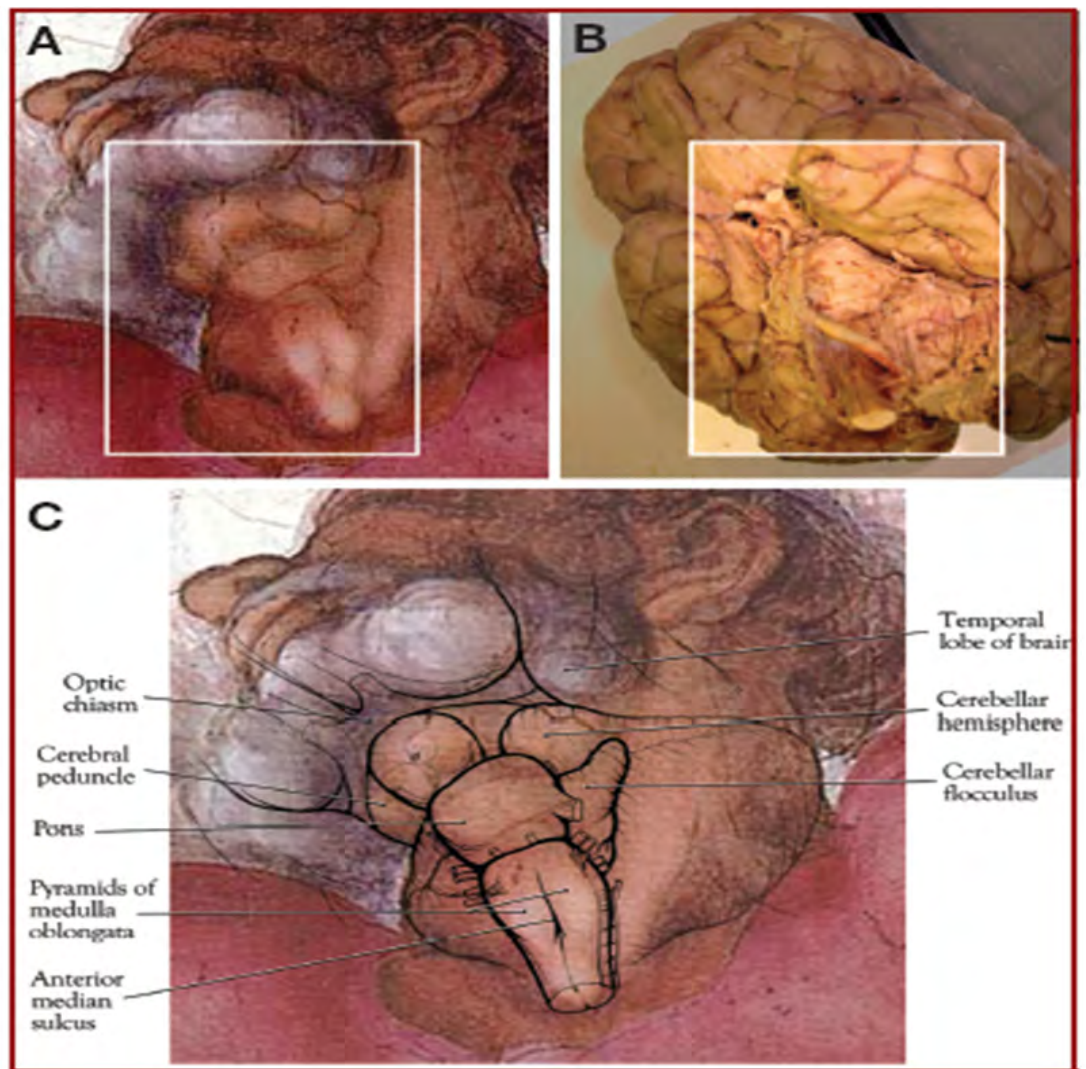 A
B
C
Optic
chiasm
Cerebral
peduncle
Pons
Pyramids of
medulla
oblongata
Anterior
median
sulcus
Temporal
lobe of brain
Cerebellar
hemisphere
Cerebellar
flocculus